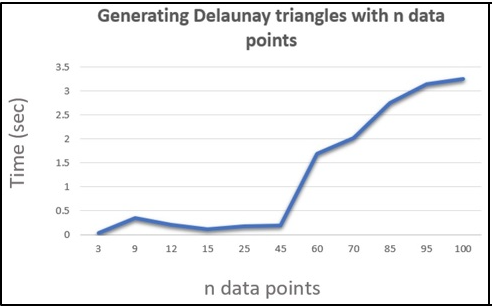 Generating Delaunay triangles with n data
points
Time (sec)
3.5
3
2.5
2
1.5
1
0.5
0
3 9 12 15 25 45 60 70 85 95 100
n data points